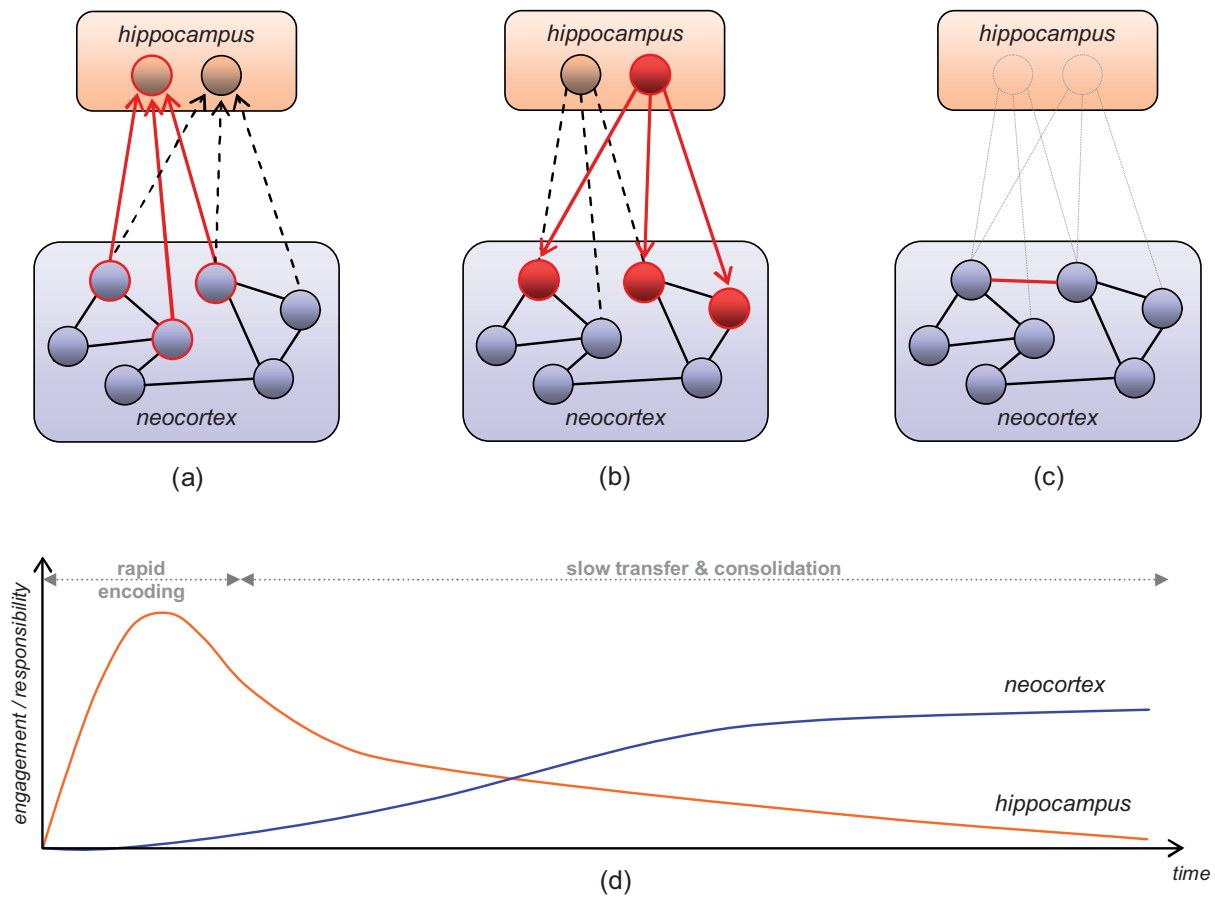 hippocampus
hippocampus
hippocampus
neocortex
neocortex
neocortex
(a)
(b)
(c)
engagement / responsibility
rapid
encoding
slow transfer & consolidation
neocortex
hippocampus
time
(d)